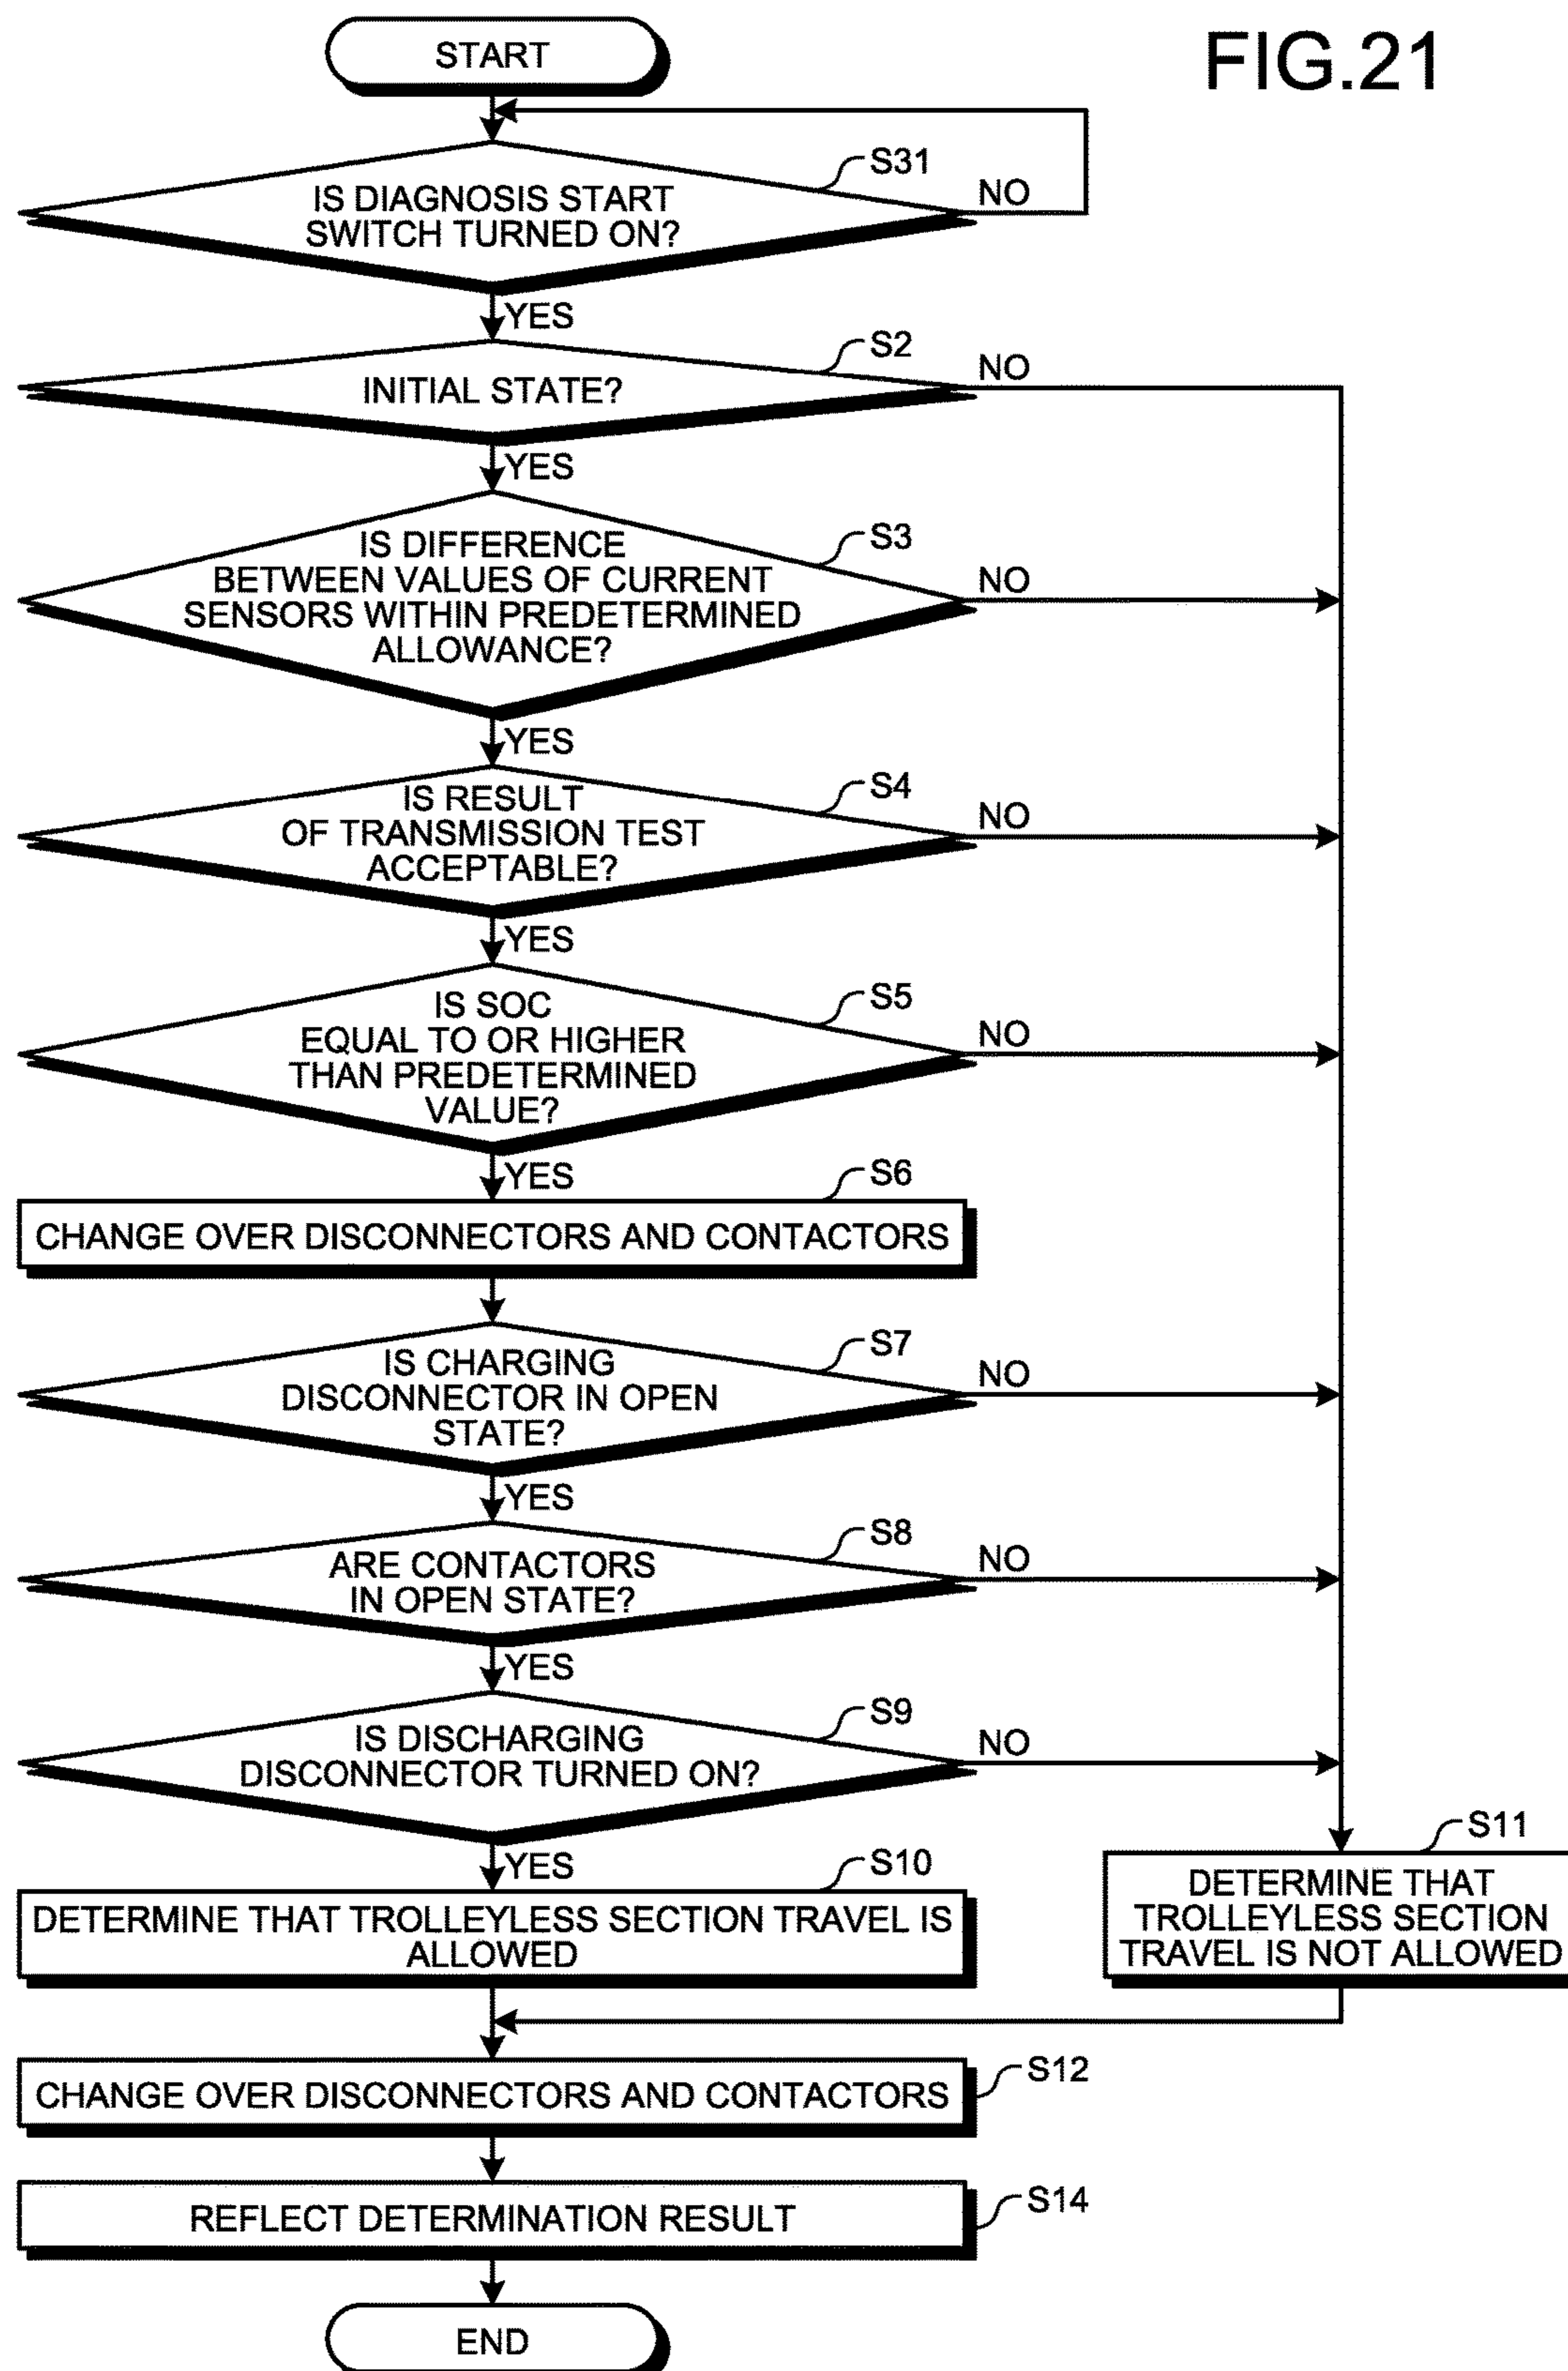 FIG.21
START
S31
IS DIAGNOSIS START
SWITCH TURNED ON?
NO
YES
S2
INITIAL STATE?
NO
YES
S3
IS DIFFERENCE
BETWEEN VALUES OF CURRENT
SENSORS WITHIN PREDETERMINED
ALLOWANCE?
NO
YES
S4
IS RESULT
OF TRANSMISSION TEST
ACCEPTABLE?
NO
YES
S5
IS SOC
EQUAL TO OR HIGHER
THAN PREDETERMINED
VALUE?
NO
YES
S6
CHANGE OVER DISCONNECTORS AND CONTACTORS
S7
IS CHARGING
DISCONNECTOR IN OPEN
STATE?
NO
YES
S8
ARE CONTACTORS
IN OPEN STATE?
NO
YES
S9
IS DISCHARGING
DISCONNECTOR TURNED ON?
NO
YES
S10
DETERMINE THAT TROLLEYLESS SECTION TRAVEL IS
ALLOWED
S11
DETERMINE THAT
TROLLEYLESS SECTION
TRAVEL IS NOT ALLOWED
CHANGE OVER DISCONNECTORS AND CONTACTORS
S12
REFLECT DETERMINATION RESULT
S14
END